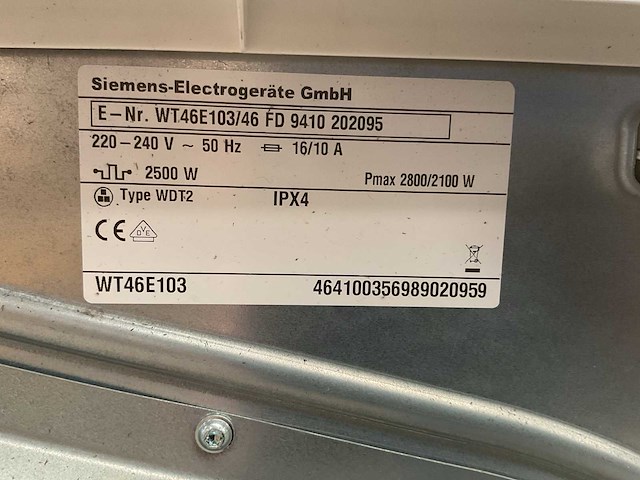 Siemens-Electrogeräte GmbH
E-Nr. WT46E103/46 FD 9410 202095
220-240 V ~ 50 Hz 16/10 A
2500 W Pmax 2800/2100 W
Type WDT2 IPX4
CE VDE
WT46E103 464100356989020959